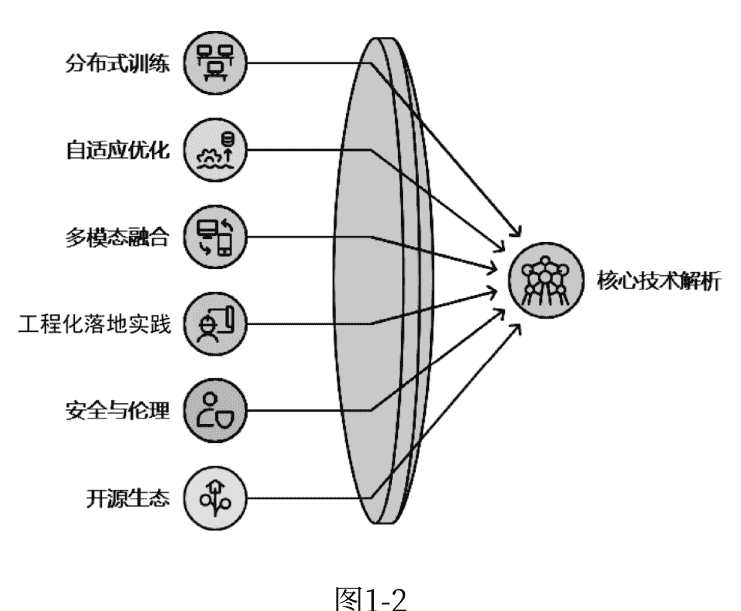 分布式训练
自适应优化
多模态融合
工程化落地实践
安全与伦理
开源生态
核心技术解析
图1-2